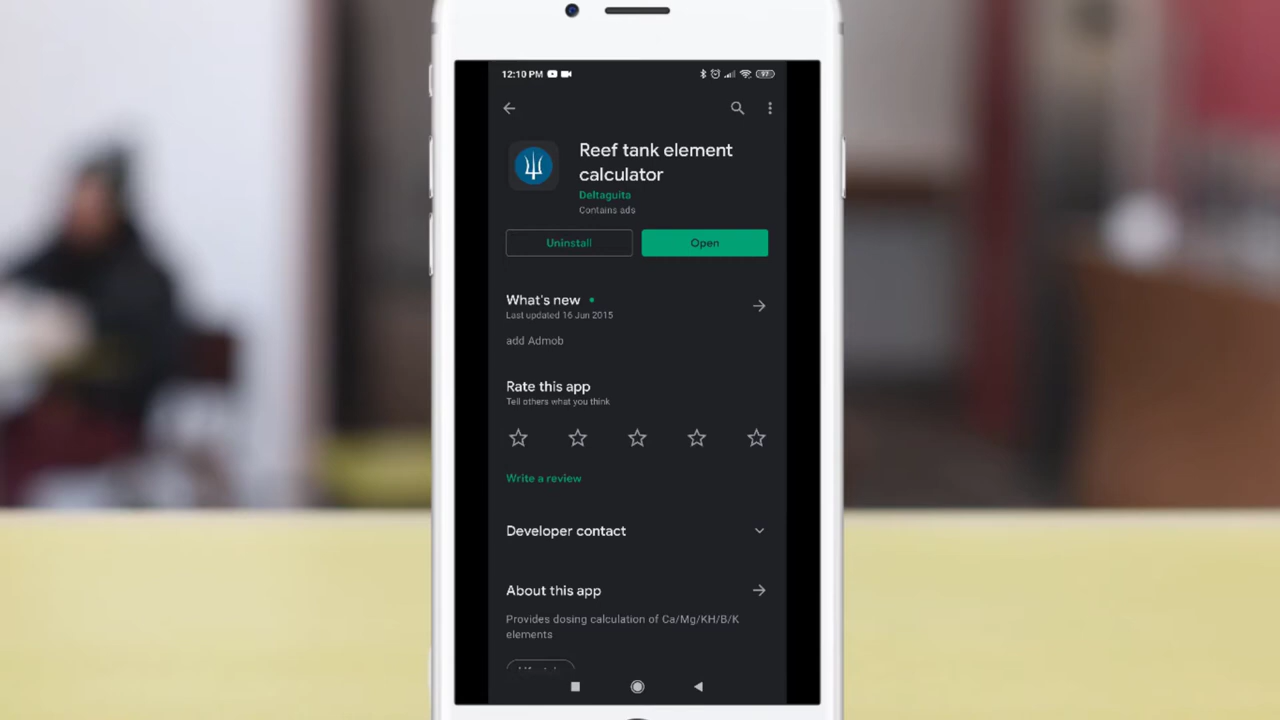 12:10 PM
97
Reef tank element
calculator
Deltaguita
Contains ads
Uninstall
Open
What's new
Last updated 16 Jun 2015
add Admob
Rate this app
Tell others what you think
Write a review
Developer contact
About this app
Provides dosing calculation of Ca/Mg/KH/B/K
elements